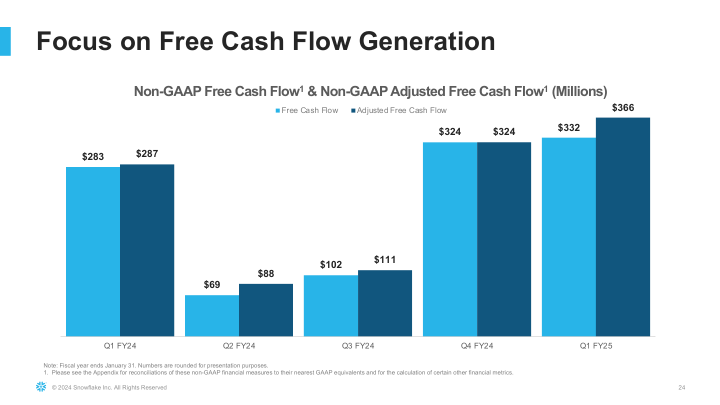 Focus on Free Cash Flow Generation
Non-GAAP Free Cash Flow¹ & Non-GAAP Adjusted Free Cash Flow¹ (Millions)
Free Cash Flow Adjusted Free Cash Flow
$283 $287 $69 $88 $102 $111 $324 $324 $332 $366
Q1 FY24 Q2 FY24 Q3 FY24 Q4 FY24 Q1 FY25
Note: Fiscal year ends January 31. Numbers are rounded for presentation purposes.
1. Please see the Appendix for reconciliations of these non-GAAP financial measures to their nearest GAAP equivalents and for the calculation of certain other financial metrics.
© 2024 Snowflake Inc. All Rights Reserved 24